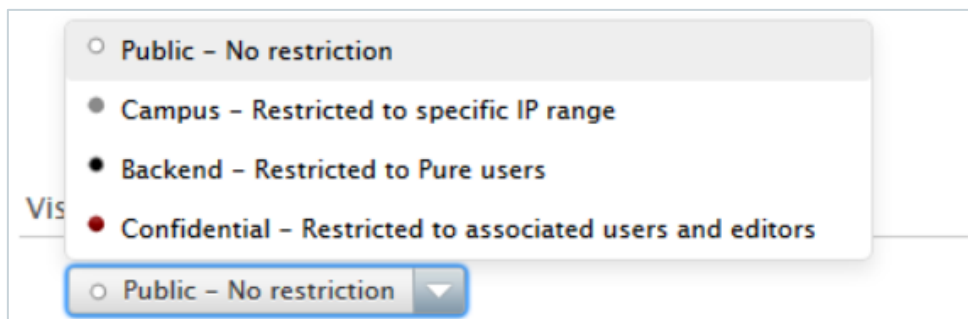 Public – No restriction
Campus – Restricted to specific IP range
Backend – Restricted to Pure users
Vis
Confidential – Restricted to associated users and editors
Public – No restriction